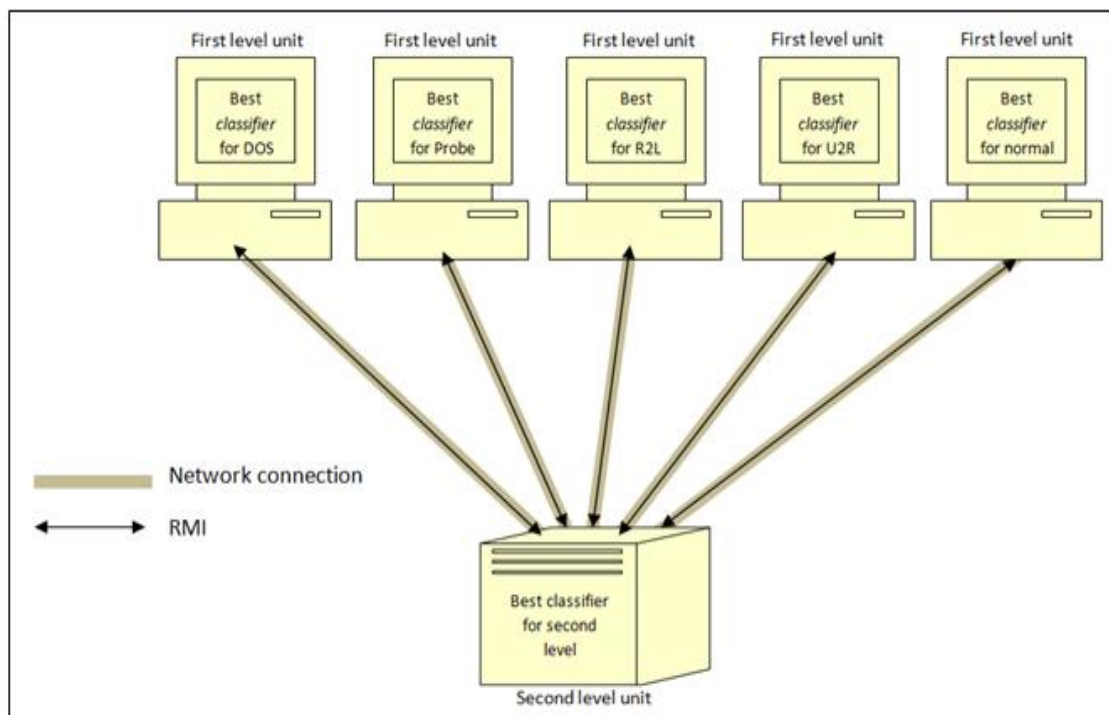 First level unit
First level unit
First level unit
First level unit
First level unit
Best
classifier
for DOS
Best
classifier
for Probe
Best
classifier
for R2L
Best
classifier
for U2R
Best
classifier
for normal
Network connection
RMI
Best classifier
for second
level
Second level unit